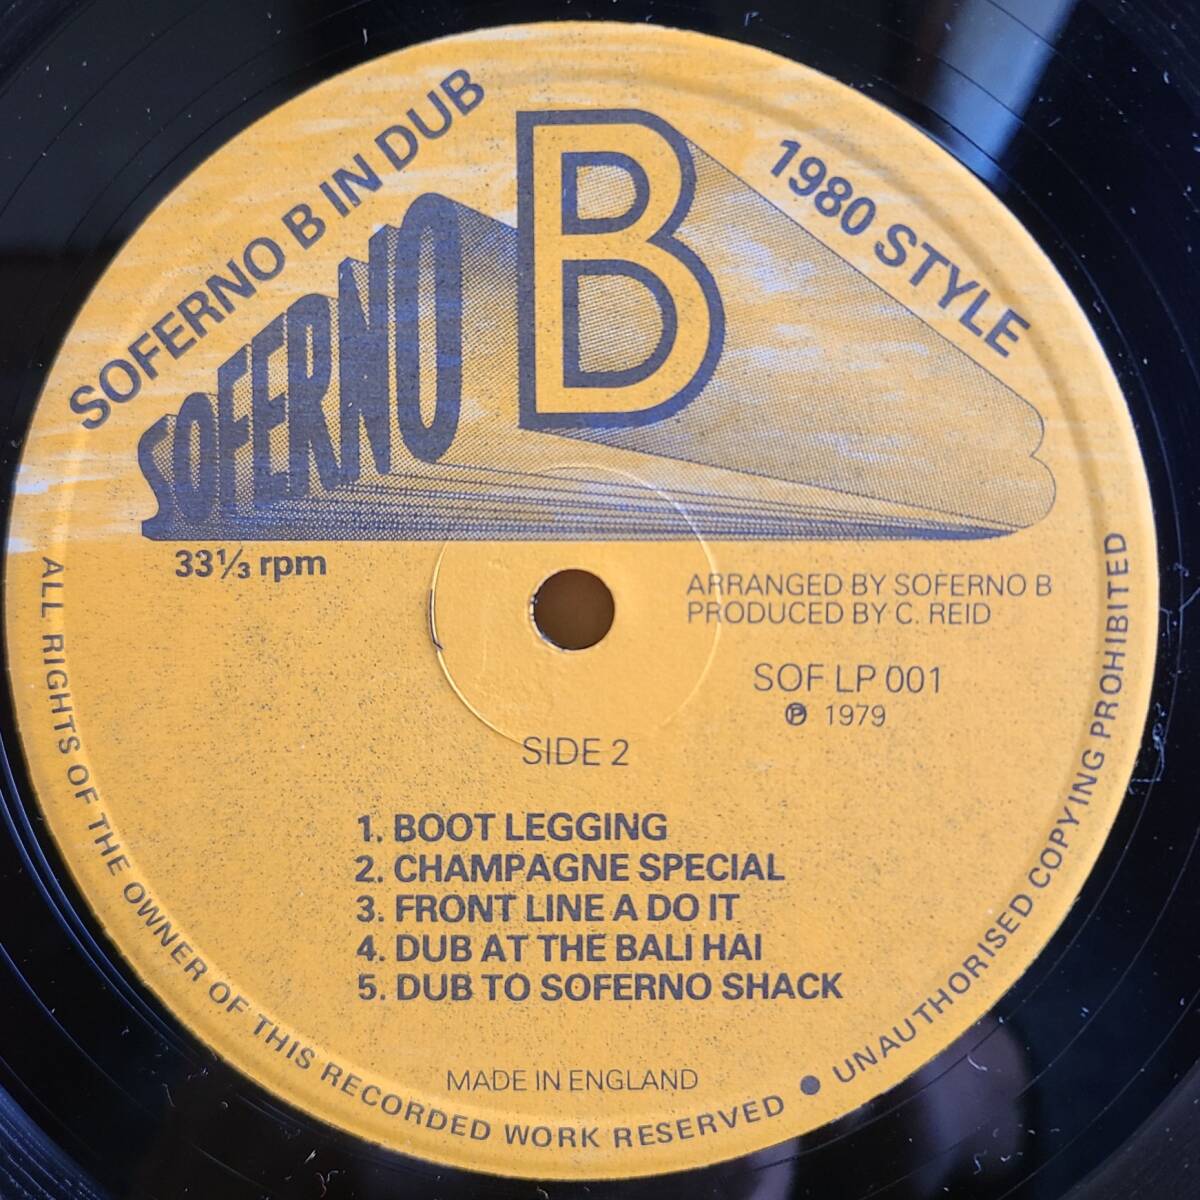 SOFERNO B IN DUB
1980 STYLE
SOFERNO
B
33⅓ rpm
ARRANGED BY SOFERNO B
PRODUCED BY C. REID
SOF LP 001
℗ 1979
SIDE 2
1. BOOT LEGGING
2. CHAMPAGNE SPECIAL
3. FRONT LINE A DO IT
4. DUB AT THE BALI HAI
5. DUB TO SOFERNO SHACK
MADE IN ENGLAND
ALL RIGHTS OF THE OWNER OF THIS RECORDED WORK RESERVED ● UNAUTHORISED COPYING PROHIBITED